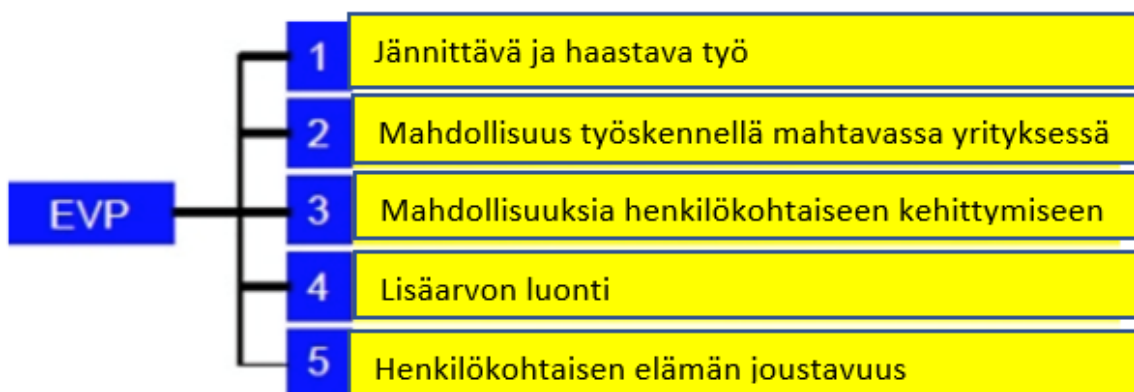 1 Jännittävä ja haastava työ
2 Mahdollisuus työskennellä mahtavassa yrityksessä
EVP 3 Mahdollisuuksia henkilökohtaiseen kehittymiseen
4 Lisäarvon luonti
5 Henkilökohtaisen elämän joustavuus